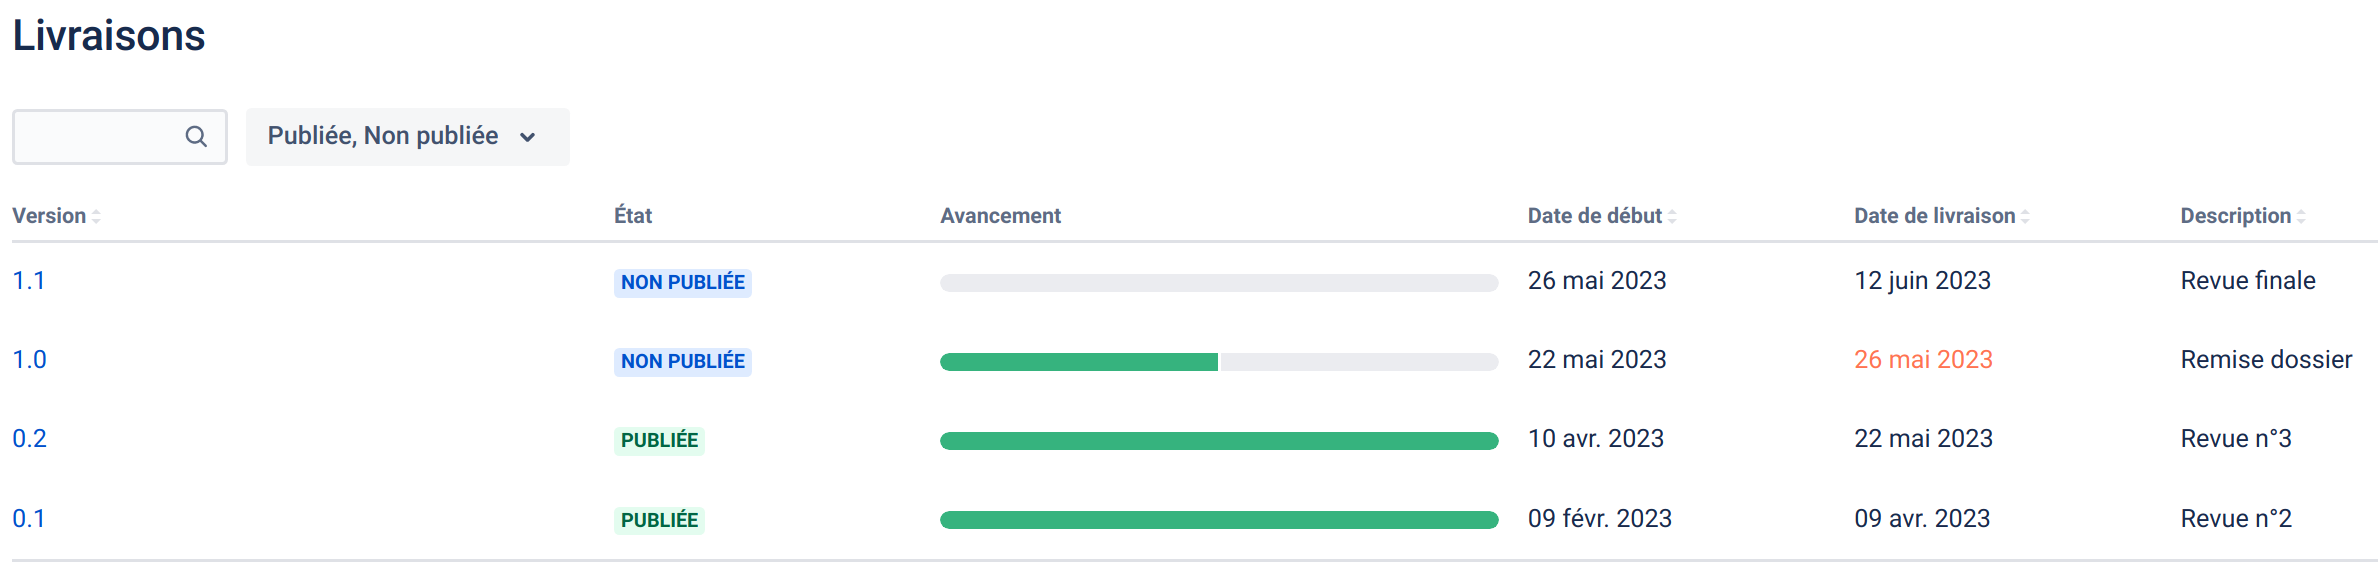 Livraisons
Publiée, Non publiée
Version État Avancement Date de début Date de livraison Description
1.1 NON PUBLIÉE 26 mai 2023 12 juin 2023 Revue finale
1.0 NON PUBLIÉE 22 mai 2023 26 mai 2023 Remise dossier
0.2 PUBLIÉE 10 avr. 2023 22 mai 2023 Revue n°3
0.1 PUBLIÉE 09 févr. 2023 09 avr. 2023 Revue n°2